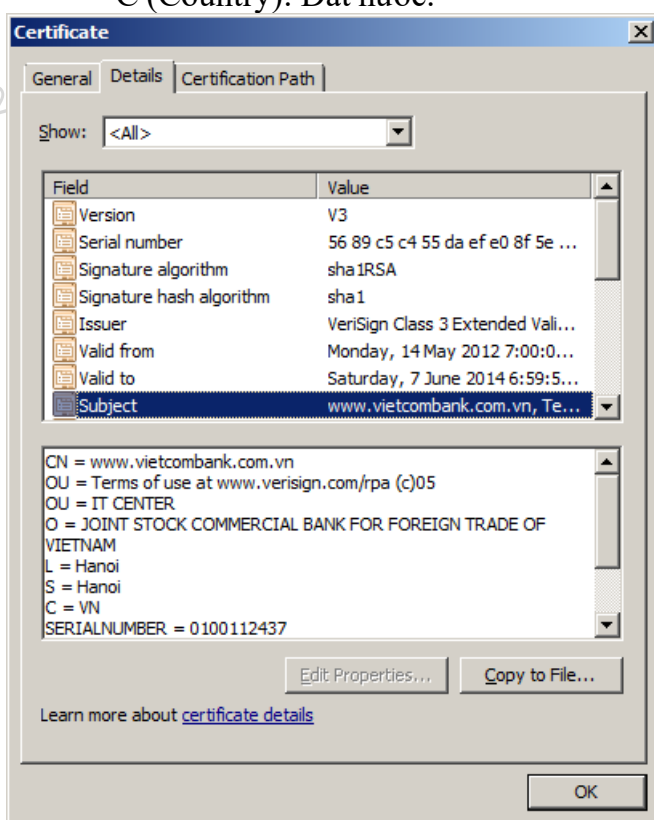 C (Country): Đất nước.
Certificate
General Details Certification Path
Show: <All>
Field Value
Version V3
Serial number 56 89 c5 c4 55 da ef e0 8f 5e ...
Signature algorithm sha1RSA
Signature hash algorithm sha1
Issuer VeriSign Class 3 Extended Vali...
Valid from Monday, 14 May 2012 7:00:0...
Valid to Saturday, 7 June 2014 6:59:5...
Subject www.vietcombank.com.vn, Te...
CN = www.vietcombank.com.vn
OU = Terms of use at www.verisign.com/rpa (c)05
OU = IT CENTER
O = JOINT STOCK COMMERCIAL BANK FOR FOREIGN TRADE OF
VIETNAM
L = Hanoi
S = Hanoi
C = VN
SERIALNUMBER = 0100112437
Edit Properties... Copy to File...
Learn more about certificate details
OK